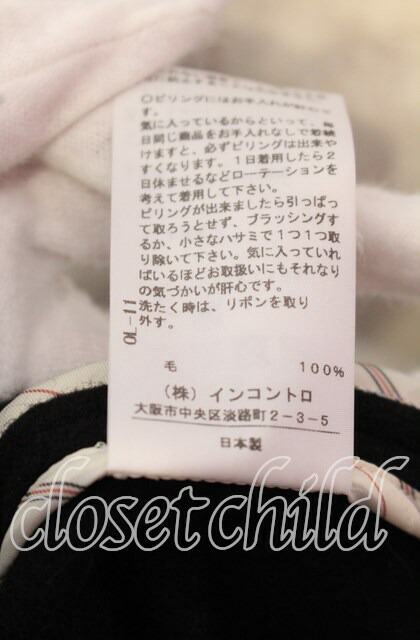 〇ピリングにはお手入れが肝心で
す。
気に入っているからといって、毎
日同じ商品をお手入れなしで着続
けますと、必ずピリングは出来や
すくなります。1日着用したら2
日休ませるなどローテーションを
考えて着用して下さい。
ピリングが出来ましたら引っぱっ
て取ろうとせず、ブラッシングす
るか、小さなハサミで1つ1つ取
り除いて下さい。気に入っていれ
ばいるほどお取扱いにもそれなり
の気づかいが肝心です。
洗たく時は、リボンを取り
外す。
OL-11
毛 100%
(株)インコントロ
大阪市中央区淡路町2-3-5
日本製
closet child